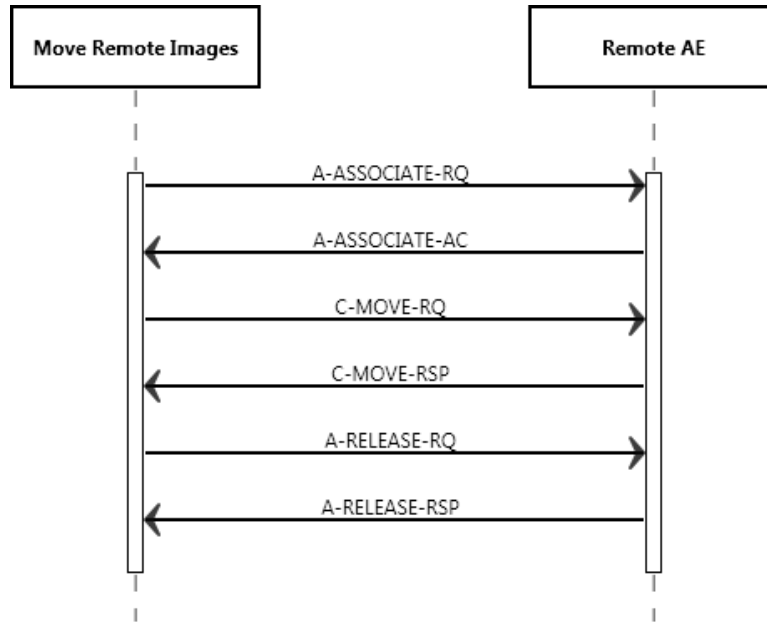 Move Remote Images
Remote AE
A-ASSOCIATE-RQ
A-ASSOCIATE-AC
C-MOVE-RQ
C-MOVE-RSP
A-RELEASE-RQ
A-RELEASE-RSP